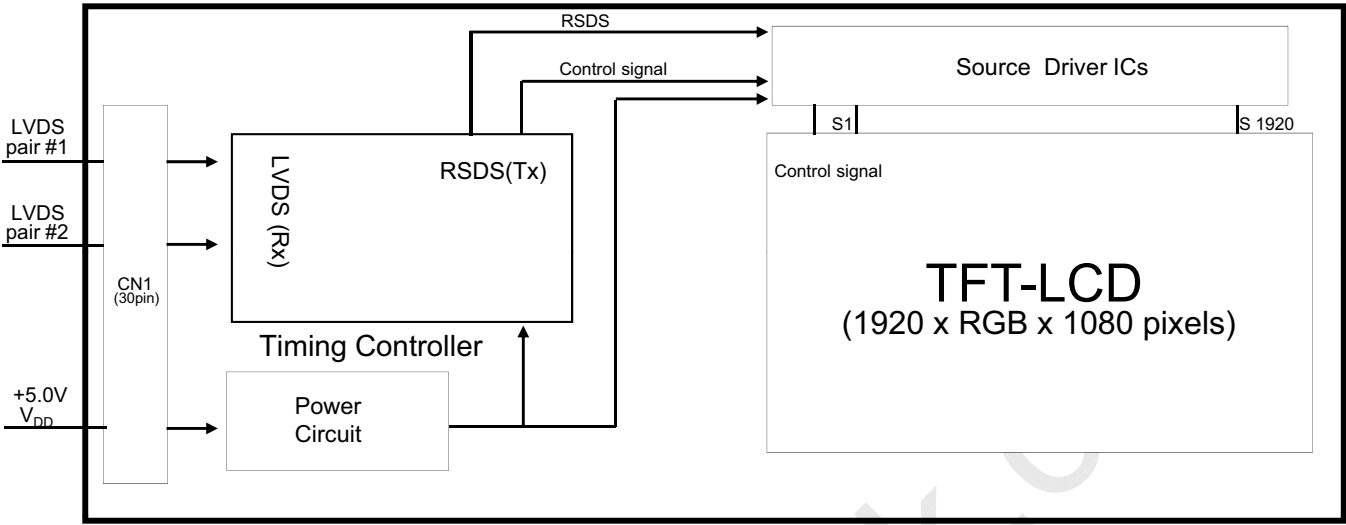 RSDS
Source Driver ICs
Control signal
LVDS
pair #1
S1
S 1920
LVDS (Rx)
RSDS(Tx)
Control signal
LVDS
pair #2
CN1
(30pin)
TFT-LCD
(1920 x RGB x 1080 pixels)
Timing Controller
+5.0V
VDD
Power
Circuit